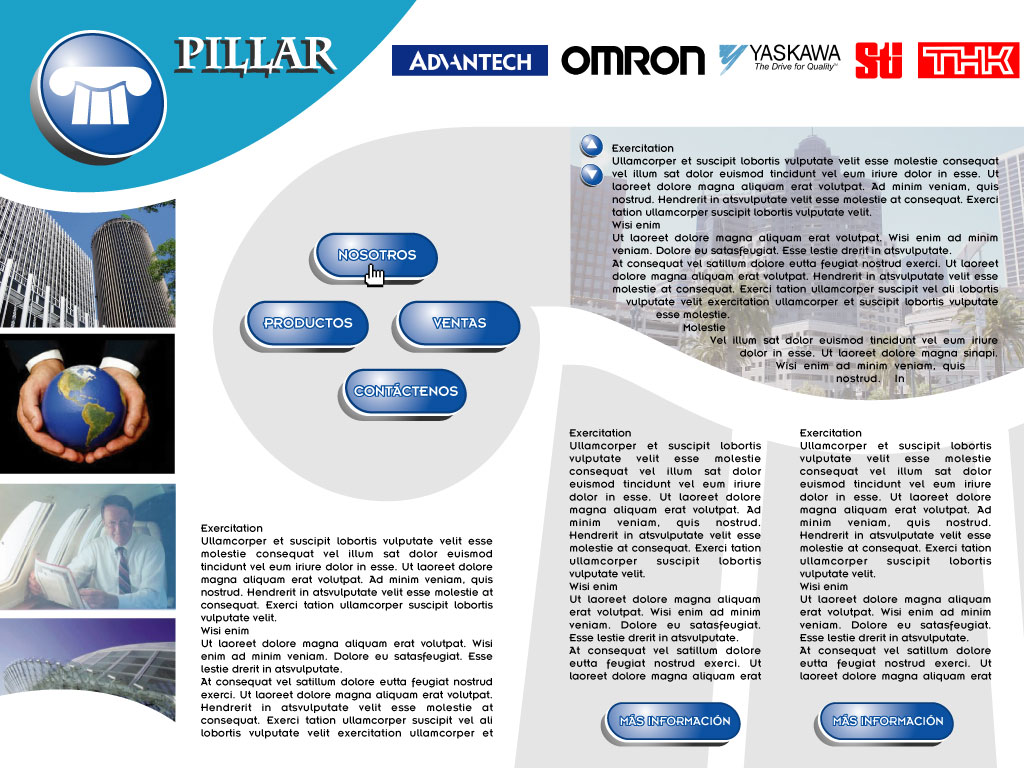 PILLAR
ADVANTECH
OMRON
YASKAWA
The Drive for Quality™
Sti
THK
Exercitation
Ullamcorper et suscipit lobortis vulputate velit esse molestie consequat
vel illum sat dolor euismod tincidunt vel eum iriure dolor in esse. Ut
laoreet dolore magna aliquam erat volutpat. Ad minim veniam, quis
nostrud. Hendrerit in atsvulputate velit esse molestie at consequat. Exerci
tation ullamcorper suscipit lobortis vulputate velit.
Wisi enim
Ut laoreet dolore magna aliquam erat volutpat. Wisi enim ad minim
veniam. Dolore eu satasfeugiat. Esse lestie drerit in atsvulputate.
At consequat vel satillum dolore eutta feugiat nostrud exerci. Ut laoreet
dolore magna aliquam erat volutpat. Hendrerit in atsvulputate velit esse
molestie at consequat. Exerci tation ullamcorper suscipit vel ali lobortis
vulputate velit exercitation ullamcorper et suscipit lobortis vulputate
esse molestie.
Molestie
Vel illum sat dolor euismod tincidunt vel eum iriure
dolor in esse. Ut laoreet dolore magna sinapi.
Wisi enim ad minim veniam, quis
nostrud. In
NOSOTROS
PRODUCTOS
VENTAS
CONTÁCTENOS
Exercitation
Ullamcorper et suscipit lobortis vulputate velit esse
molestie consequat vel illum sat dolor euismod
tincidunt vel eum iriure dolor in esse. Ut laoreet dolore
magna aliquam erat volutpat. Ad minim veniam, quis
nostrud. Hendrerit in atsvulputate velit esse molestie at
consequat. Exerci tation ullamcorper suscipit lobortis
vulputate velit.
Wisi enim
Ut laoreet dolore magna aliquam erat volutpat. Wisi
enim ad minim veniam. Dolore eu satasfeugiat. Esse
lestie drerit in atsvulputate.
At consequat vel satillum dolore eutta feugiat nostrud
exerci. Ut laoreet dolore magna aliquam erat volutpat.
Hendrerit in atsvulputate velit esse molestie at
consequat. Exerci tation ullamcorper suscipit vel ali
lobortis vulputate velit exercitation ullamcorper et
Exercitation
Ullamcorper et suscipit lobortis
vulputate velit esse molestie
consequat vel illum sat dolor
euismod tincidunt vel eum iriure
dolor in esse. Ut laoreet dolore
magna aliquam erat volutpat. Ad
minim veniam, quis nostrud.
Hendrerit in atsvulputate velit esse
molestie at consequat. Exerci tation
ullamcorper suscipit lobortis
vulputate velit.
Wisi enim
Ut laoreet dolore magna aliquam
erat volutpat. Wisi enim ad minim
veniam. Dolore eu satasfeugiat.
Esse lestie drerit in atsvulputate.
At consequat vel satillum dolore
eutta feugiat nostrud exerci. Ut
laoreet dolore magna aliquam erat
MÁS INFORMACIÓN
Exercitation
Ullamcorper et suscipit lobortis
vulputate velit esse molestie
consequat vel illum sat dolor
euismod tincidunt vel eum iriure
dolor in esse. Ut laoreet dolore
magna aliquam erat volutpat. Ad
minim veniam, quis nostrud.
Hendrerit in atsvulputate velit esse
molestie at consequat. Exerci tation
ullamcorper suscipit lobortis
vulputate velit.
Wisi enim
Ut laoreet dolore magna aliquam
erat volutpat. Wisi enim ad minim
veniam. Dolore eu satasfeugiat.
Esse lestie drerit in atsvulputate.
At consequat vel satillum dolore
eutta feugiat nostrud exerci. Ut
laoreet dolore magna aliquam erat
MÁS INFORMACIÓN